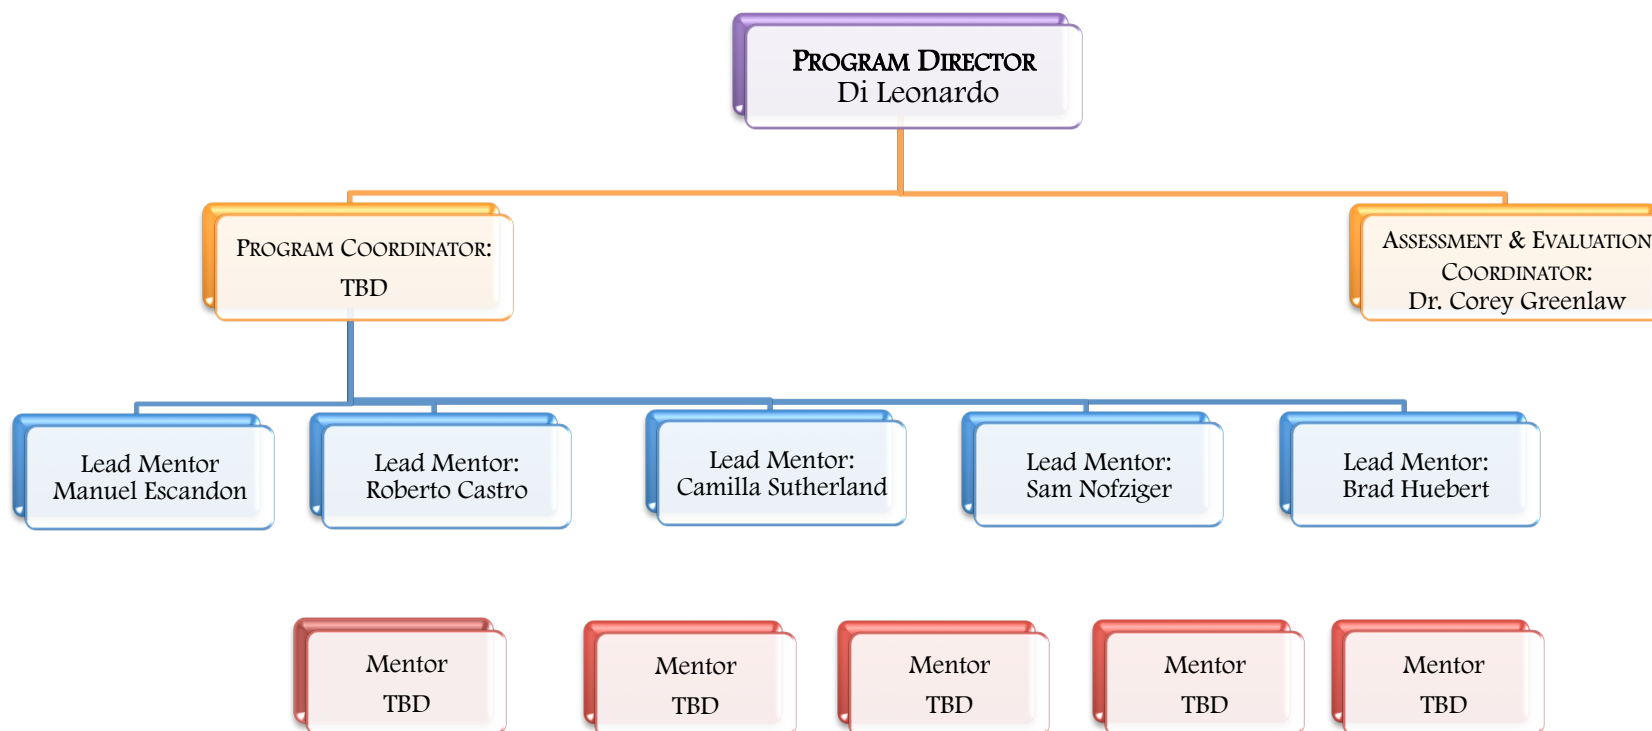 PROGRAM DIRECTOR
Di Leonardo
PROGRAM COORDINATOR:
TBD
ASSESSMENT & EVALUATION
COORDINATOR:
Dr. Corey Greenlaw
Lead Mentor
Manuel Escandon
Lead Mentor:
Roberto Castro
Lead Mentor:
Camilla Sutherland
Lead Mentor:
Sam Nofziger
Lead Mentor:
Brad Huebert
Mentor
TBD
Mentor
TBD
Mentor
TBD
Mentor
TBD
Mentor
TBD